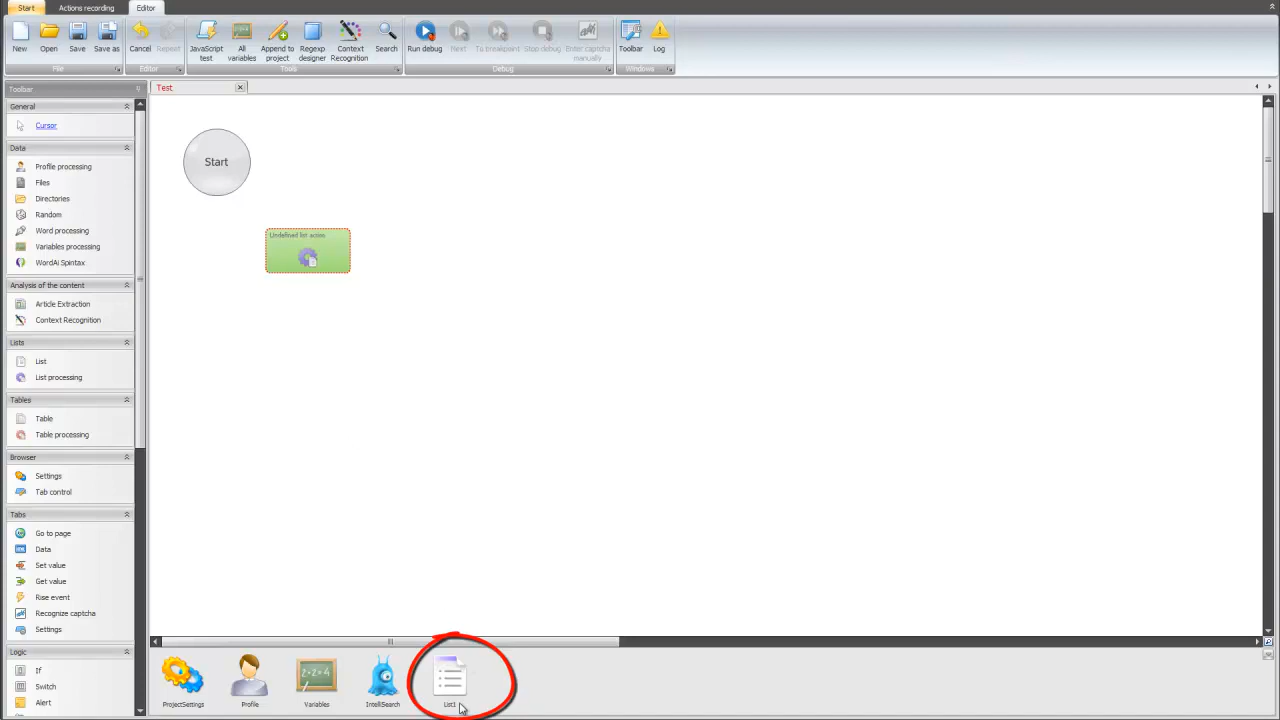 Start
Actions recording
Editor
New
Open
Save
Save as
Cancel
Repeat
JavaScript test
All variables
Append to project
Regexp designer
Context Recognition
Search
Run debug
Next
To breakpoint
Stop debug
Enter captcha manually
Toolbar
Log
File
Editor
Tools
Debug
Windows
Toolbar
Test
General
Cursor
Data
Profile processing
Files
Directories
Random
Word processing
Variables processing
WordAi Spintax
Analysis of the content
Article Extraction
Context Recognition
Lists
List
List processing
Tables
Table
Table processing
Browser
Settings
Tab control
Tabs
Go to page
Data
Set value
Get value
Rise event
Recognize captcha
Settings
Logic
If
Switch
Alert
Start
Undefined list action
z=z+4
ProjectSettings
Profile
Variables
IntelliSearch
List1